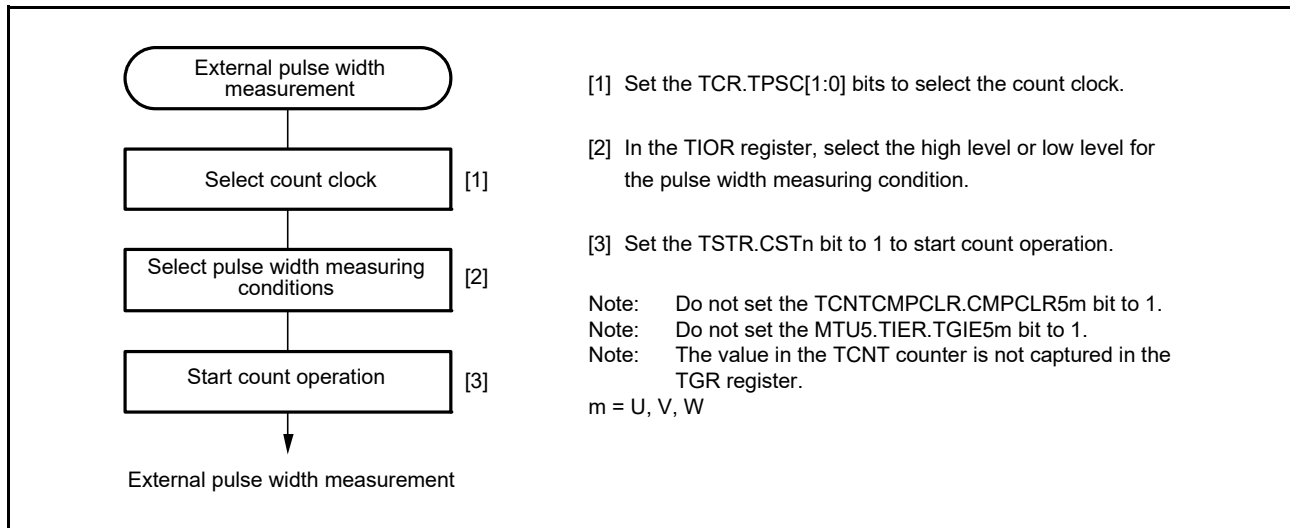 External pulse width
measurement
Select count clock
[1]
Select pulse width measuring
conditions
[2]
Start count operation
[3]
External pulse width measurement
[1] Set the TCR.TPSC[1:0] bits to select the count clock.
[2] In the TIOR register, select the high level or low level for
the pulse width measuring condition.
[3] Set the TSTR.CSTn bit to 1 to start count operation.
Note: Do not set the TCNTCMPCLR.CMPCLR5m bit to 1.
Note: Do not set the MTU5.TIER.TGIE5m bit to 1.
Note: The value in the TCNT counter is not captured in the
TGR register.
m = U, V, W